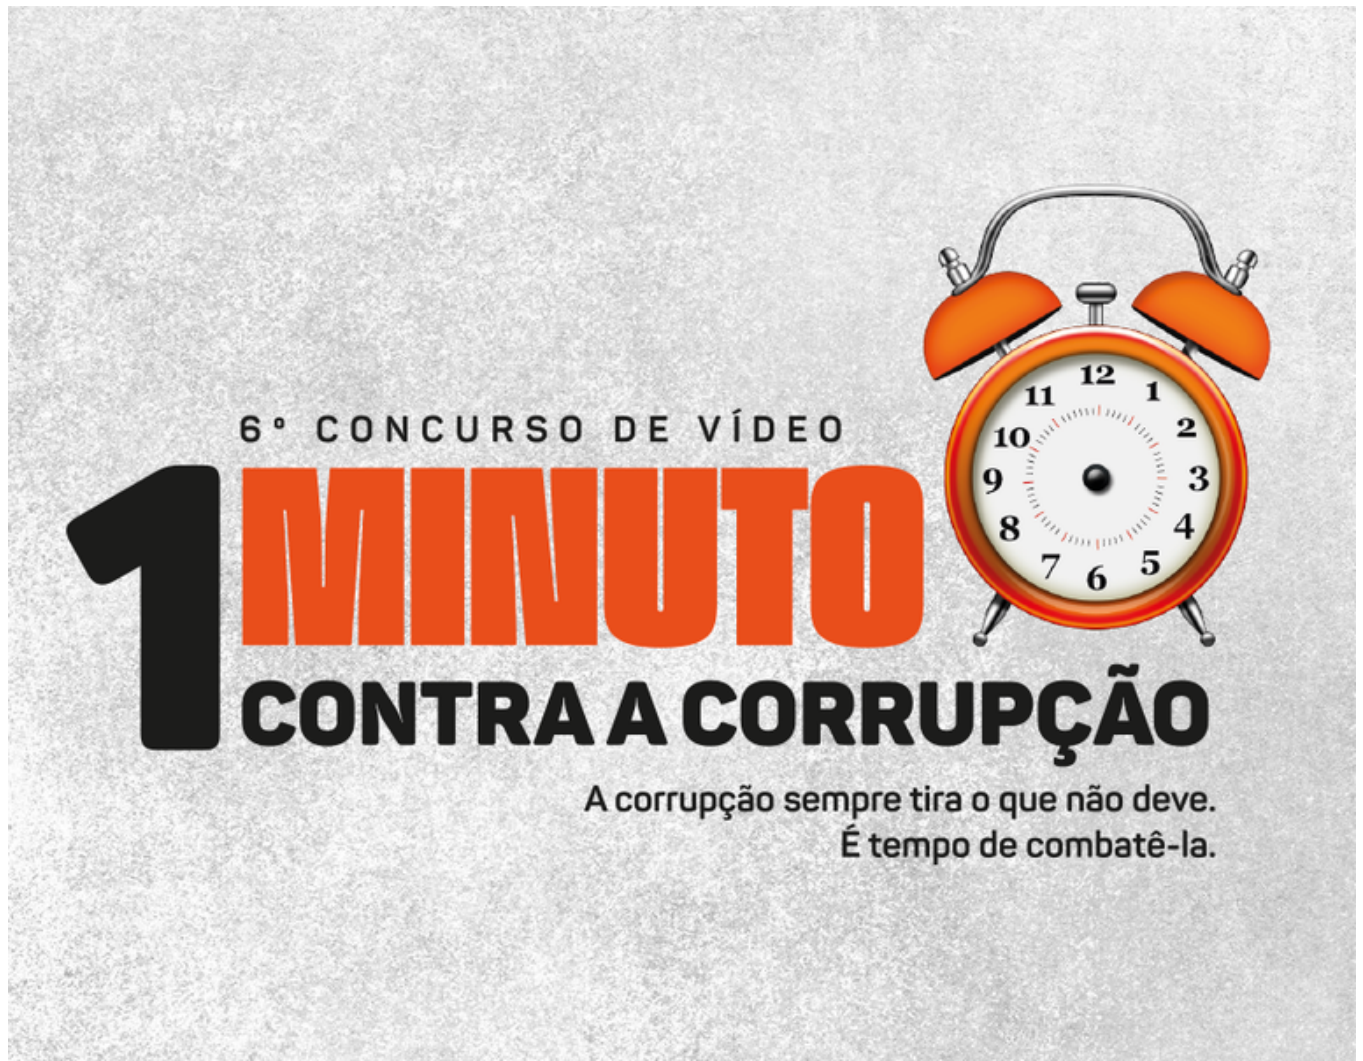 6º CONCURSO DE VÍDEO
1 MINUTO
CONTRA A CORRUPÇÃO
A corrupção sempre tira o que não deve.
É tempo de combatê-la.
12
1
2
3
4
5
6
7
8
9
10
11